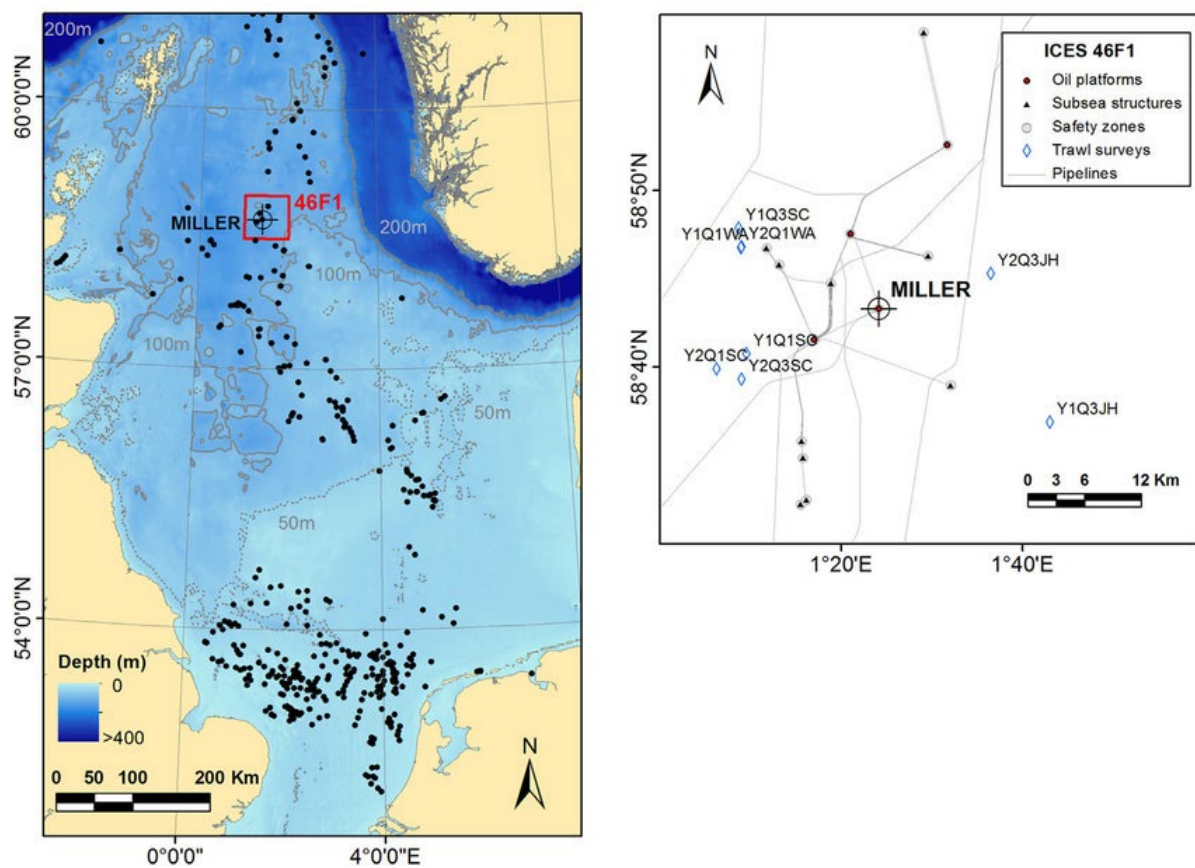 200m
60°0'0"N
46F1
MILLER
200m
100m
100m
57°0'0"N
50m
50m
54°0'0"N
Depth (m)
0
>400
0 50 100 200 Km
N
0°0'0"
4°0'0"E
N
ICES 46F1
Oil platforms
Subsea structures
Safety zones
Trawl surveys
Pipelines
58°50'N
Y1Q3SC
Y1Q1WA Y2Q1WA
Y2Q3JH
MILLER
Y1Q1SC
Y2Q1SC
Y2Q3SC
58°40'N
Y1Q3JH
0 3 6 12 Km
1°20'E
1°40'E